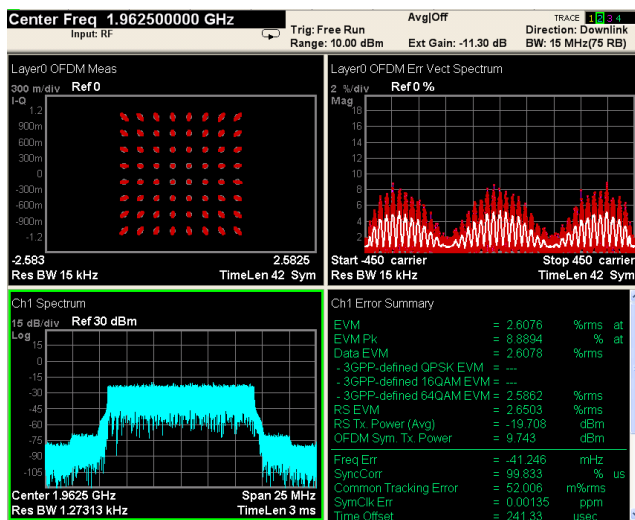 Center Freq 1.962500000 GHz
Input: RF
Trig: Free Run
Range: 10.00 dBm
Avg|Off
Ext Gain: -11.30 dB
TRACE 1 2 3 4
Direction: Downlink
BW: 15 MHz(75 RB)
Layer0 OFDM Meas
300 m/div Ref 0
I-Q
1.2
900m
600m
300m
0
-300m
-600m
-900m
-1.2
-2.583 2.5825
Res BW 15 kHz TimeLen 42 Sym
Layer0 OFDM Err Vect Spectrum
2 %/div Ref 0 %
Mag
18
16
14
12
10
8
6
4
2
Start -450 carrier Stop 450 carrier
Res BW 15 kHz TimeLen 42 Sym
Ch1 Spectrum
15 dB/div Ref 30 dBm
Log
15
0
-15
-30
-45
-60
-75
-90
-105
Center 1.9625 GHz Span 25 MHz
Res BW 1.27313 kHz TimeLen 3 ms
Ch1 Error Summary
EVM = 2.6076 %rms at
EVM Pk = 8.8894 % at
Data EVM = 2.6078 %rms
- 3GPP-defined QPSK EVM = ---
- 3GPP-defined 16QAM EVM = ---
- 3GPP-defined 64QAM EVM = 2.5862 %rms
RS EVM = 2.6503 %rms
RS Tx. Power (Avg) = -19.708 dBm
OFDM Sym. Tx. Power = 9.743 dBm
Freq Err = -41.246 mHz
SyncCorr = 99.833 % us
Common Tracking Error = 52.006 m%rms
SymClk Err = 0.00135 ppm
Time Offset = 241.33 usec